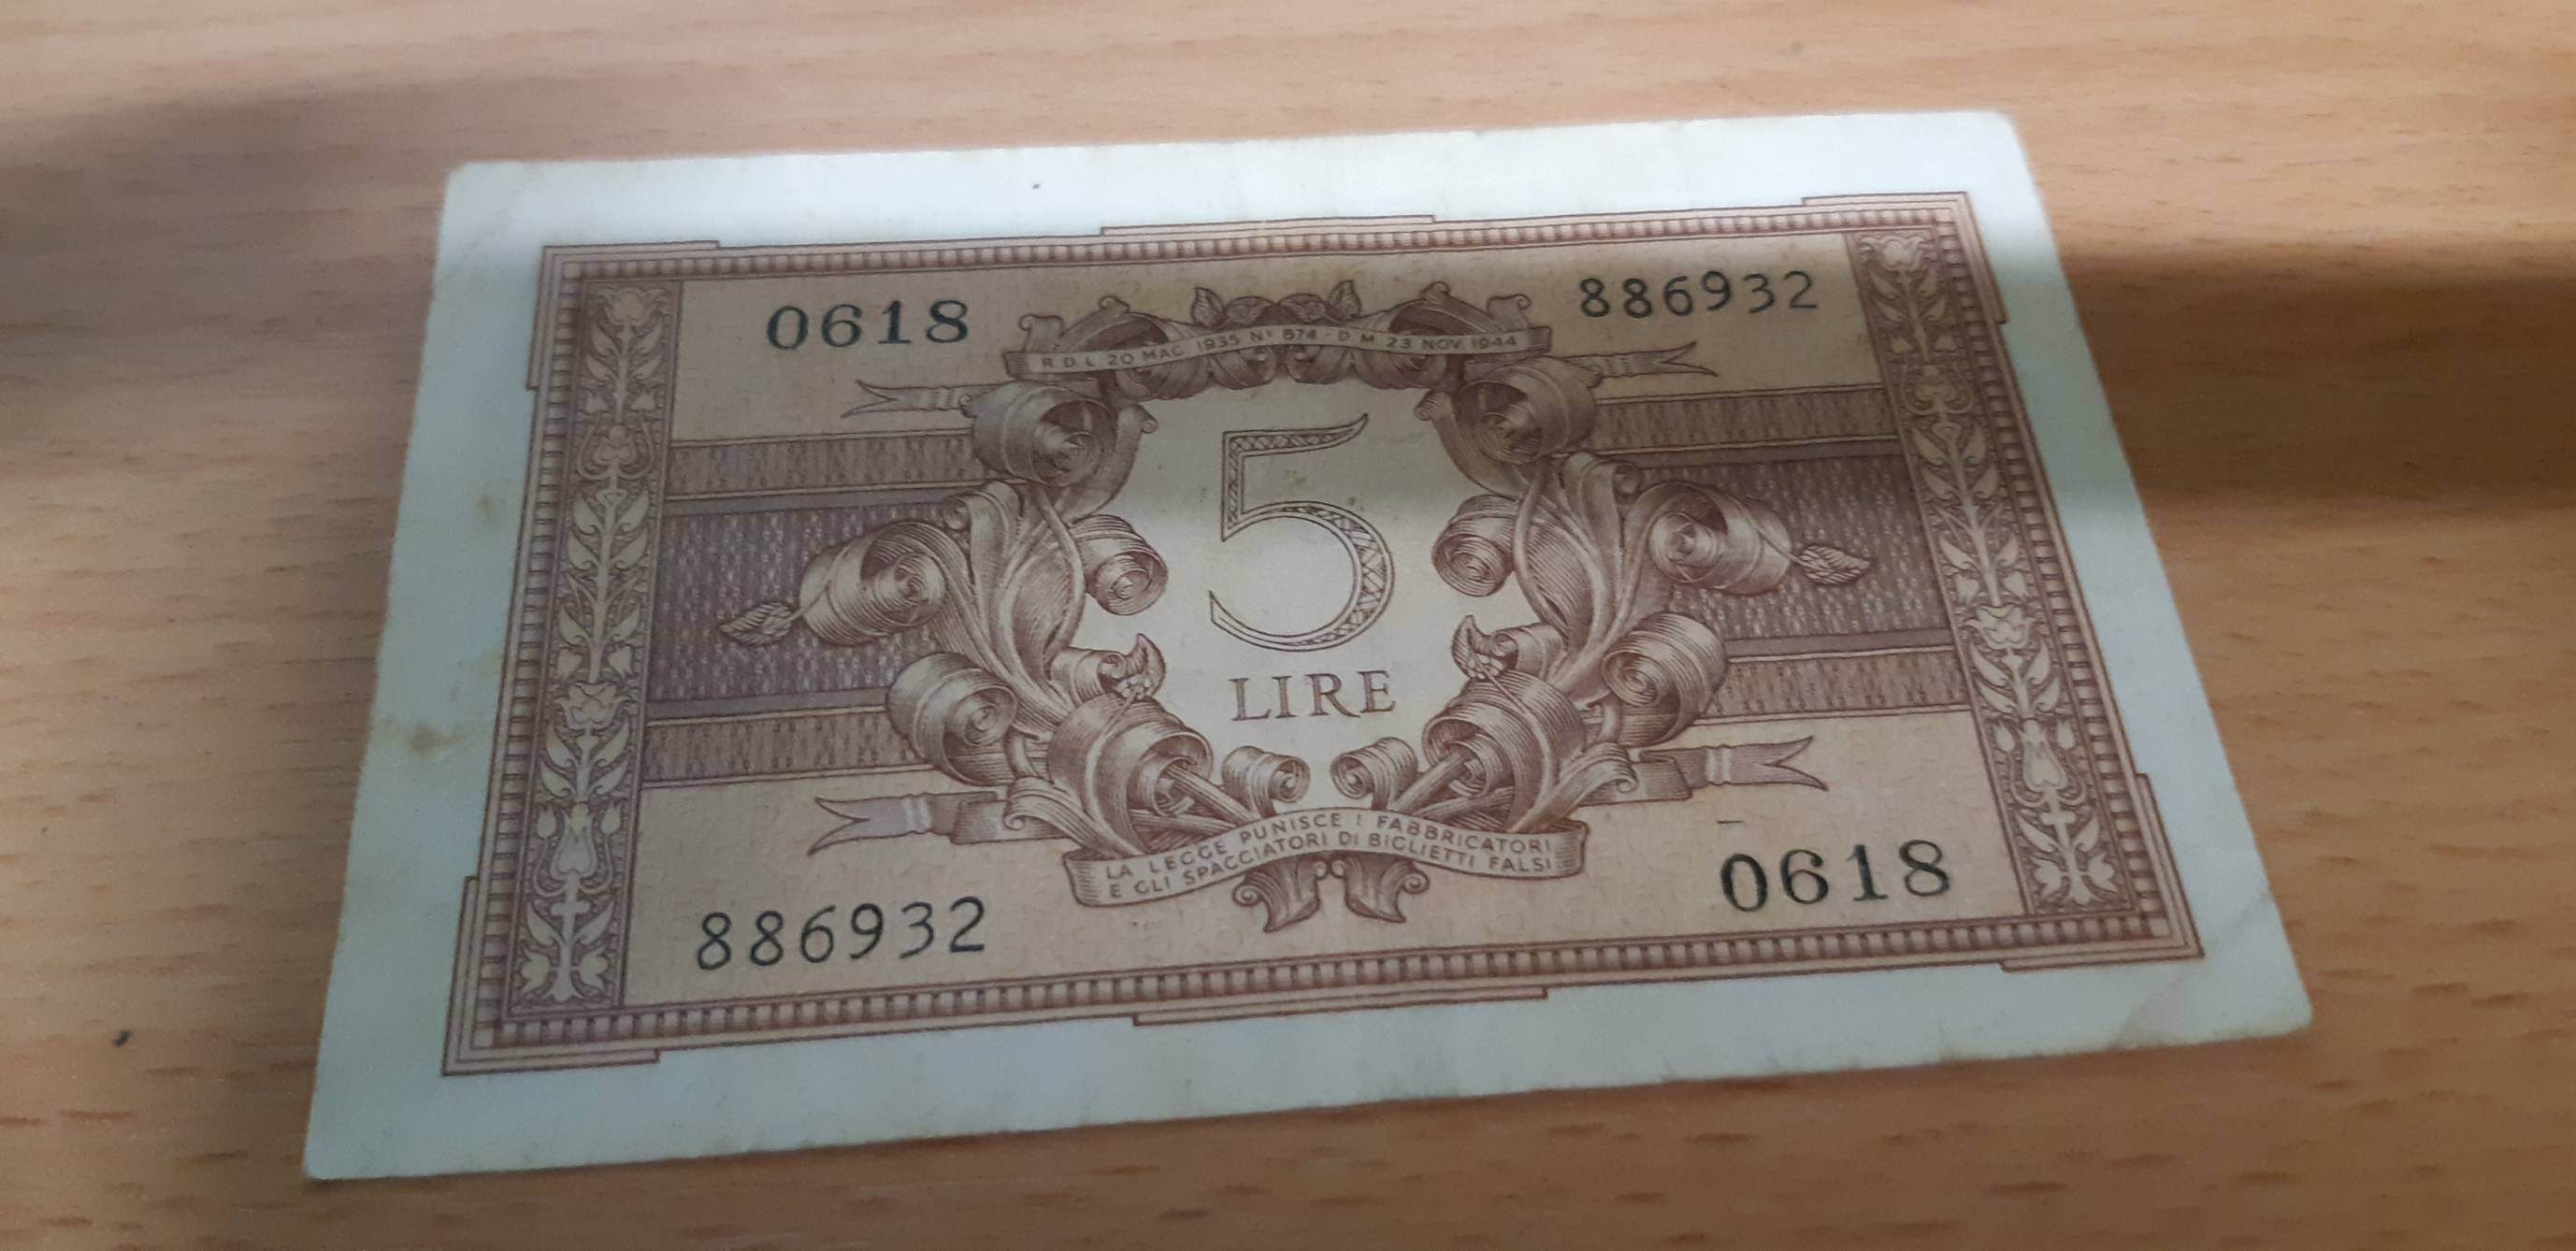 0618
886932
R. D. L. 20 MAG. 1935 Nº 874 - D. M. 23 NOV. 1944
5
LIRE
LA LEGGE PUNISCE I FABBRICATORI
E GLI SPACCIATORI DI BIGLIETTI FALSI
886932
0618